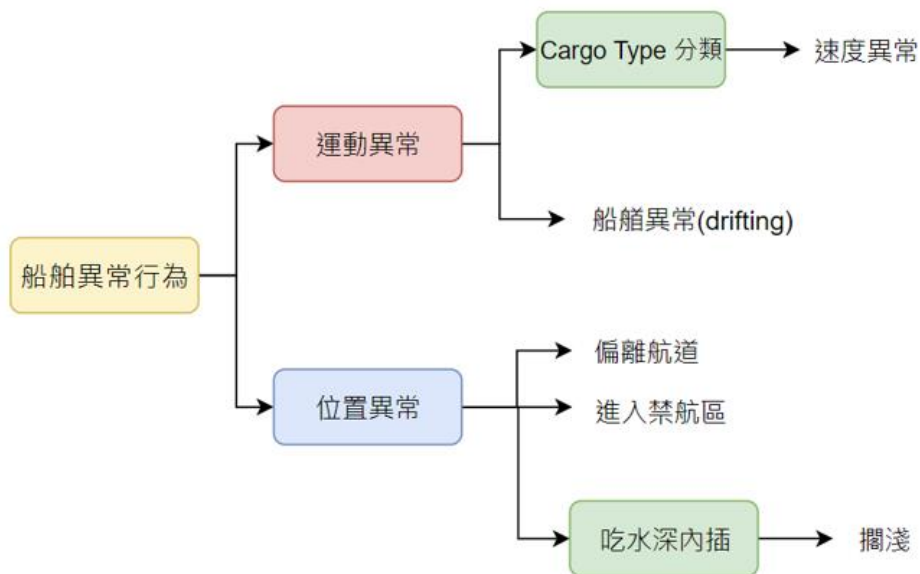 Cargo Type 分類
速度異常
運動異常
船艏異常(drifting)
船舶異常行為
偏離航道
位置異常
進入禁航區
吃水深內插
擱淺